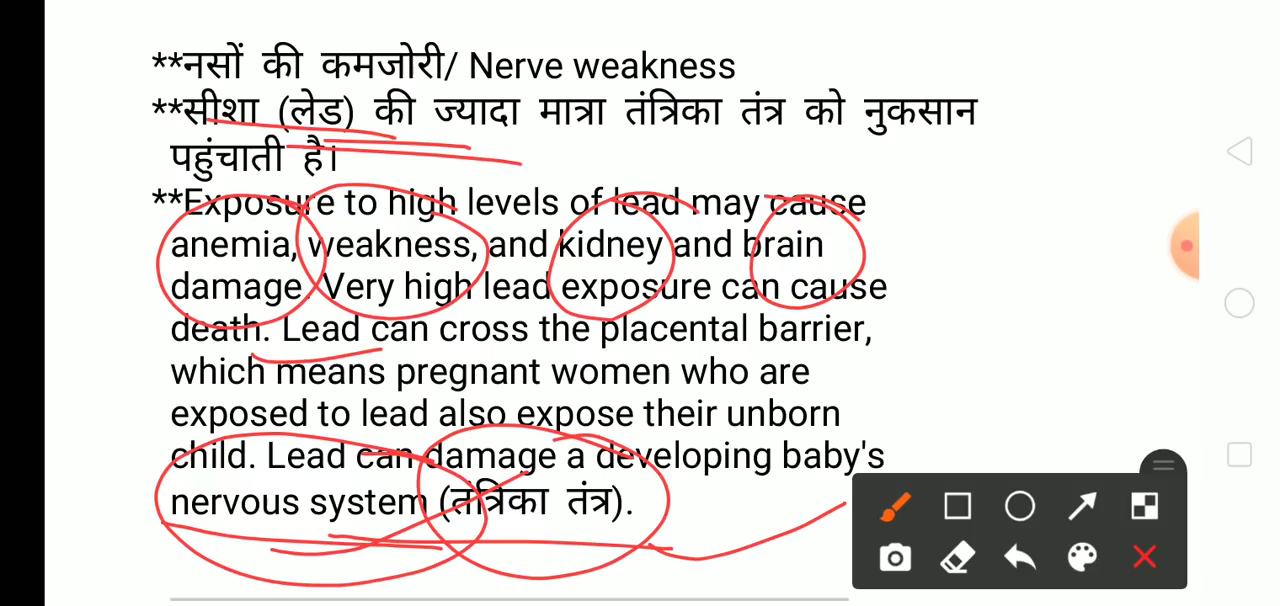 **नसों की कमजोरी/ Nerve weakness
**सीशा (लेड) की ज्यादा मात्रा तंत्रिका तंत्र को नुकसान
पहुंचाती है।
**Exposure to high levels of lead may cause
anemia, weakness, and kidney and brain
damage. Very high lead exposure can cause
death. Lead can cross the placental barrier,
which means pregnant women who are
exposed to lead also expose their unborn
child. Lead can damage a developing baby's
nervous system (तंत्रिका तंत्र).